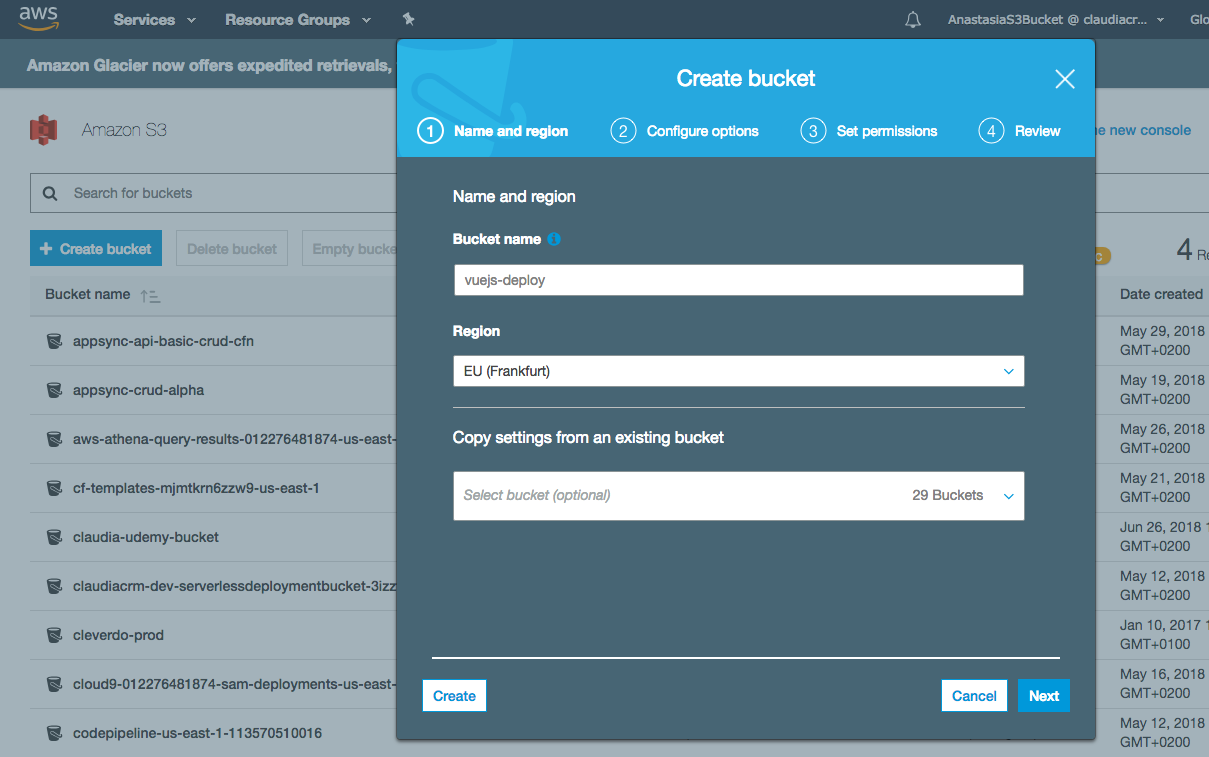 aws
Services
Resource Groups
AnastasiaS3Bucket @ claudiacr...
Glo
Amazon Glacier now offers expedited retrievals,
Amazon S3
ne new console
Search for buckets
Create bucket
Delete bucket
Empty bucke
4 Re
Bucket name
Date created
appsync-api-basic-crud-cfn
May 29, 2018
GMT+0200
appsync-crud-alpha
May 19, 2018
GMT+0200
aws-athena-query-results-012276481874-us-east-
May 26, 2018
GMT+0200
cf-templates-mjmtkrn6zzw9-us-east-1
May 21, 2018
GMT+0200
claudia-udemy-bucket
Jun 26, 2018 1
GMT+0200
claudiacrm-dev-serverlessdeploymentbucket-3izz
May 12, 2018
GMT+0200
cleverdo-prod
Jan 10, 2017 1
GMT+0100
cloud9-012276481874-sam-deployments-us-east-
May 16, 2018
GMT+0200
codepipeline-us-east-1-113570510016
May 12, 2018
GMT+0200
Create bucket
1 Name and region
2 Configure options
3 Set permissions
4 Review
Name and region
Bucket name
vuejs-deploy
Region
EU (Frankfurt)
Copy settings from an existing bucket
Select bucket (optional)
29 Buckets
Create
Cancel
Next